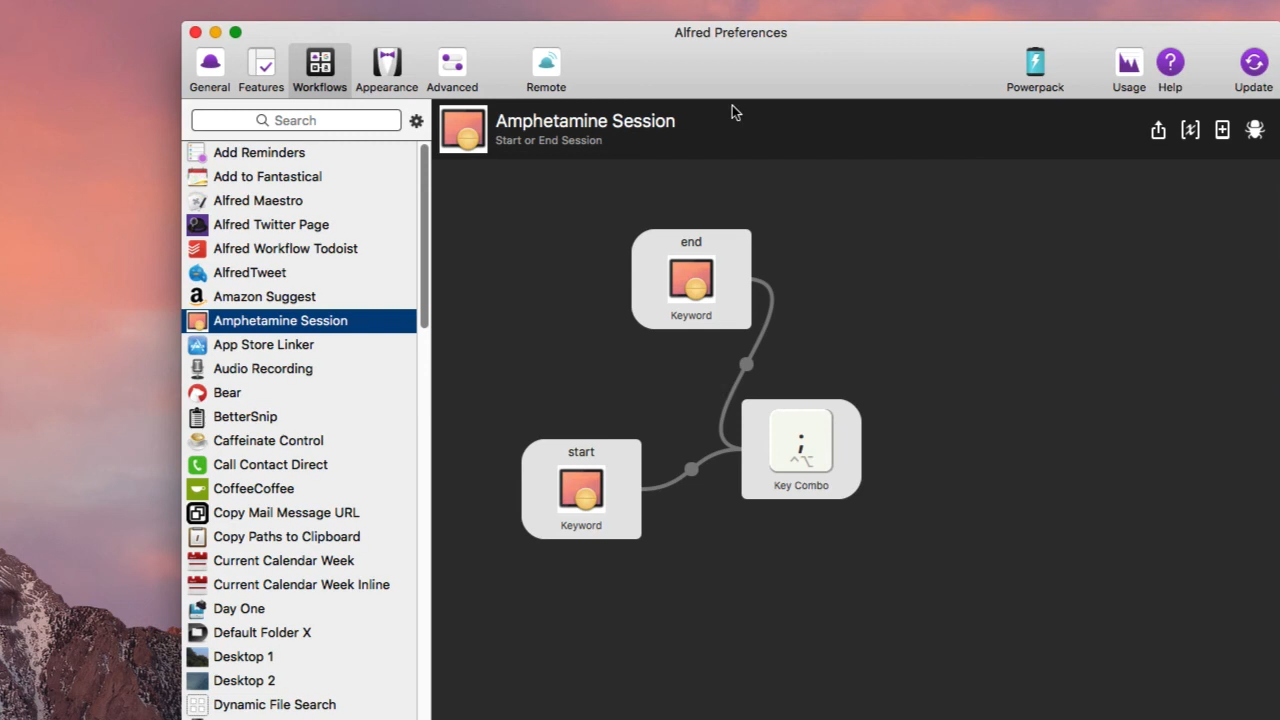 Alfred Preferences
General
Features
Workflows
Appearance
Advanced
Remote
Powerpack
Usage
Help
Update
Search
Amphetamine Session
Start or End Session
Add Reminders
Add to Fantastical
Alfred Maestro
Alfred Twitter Page
Alfred Workflow Todoist
AlfredTweet
Amazon Suggest
Amphetamine Session
App Store Linker
Audio Recording
Bear
BetterSnip
Caffeinate Control
Call Contact Direct
CoffeeCoffee
Copy Mail Message URL
Copy Paths to Clipboard
Current Calendar Week
Current Calendar Week Inline
Day One
Default Folder X
Desktop 1
Desktop 2
Dynamic File Search
end
Keyword
start
Keyword
;
^⌥
Key Combo